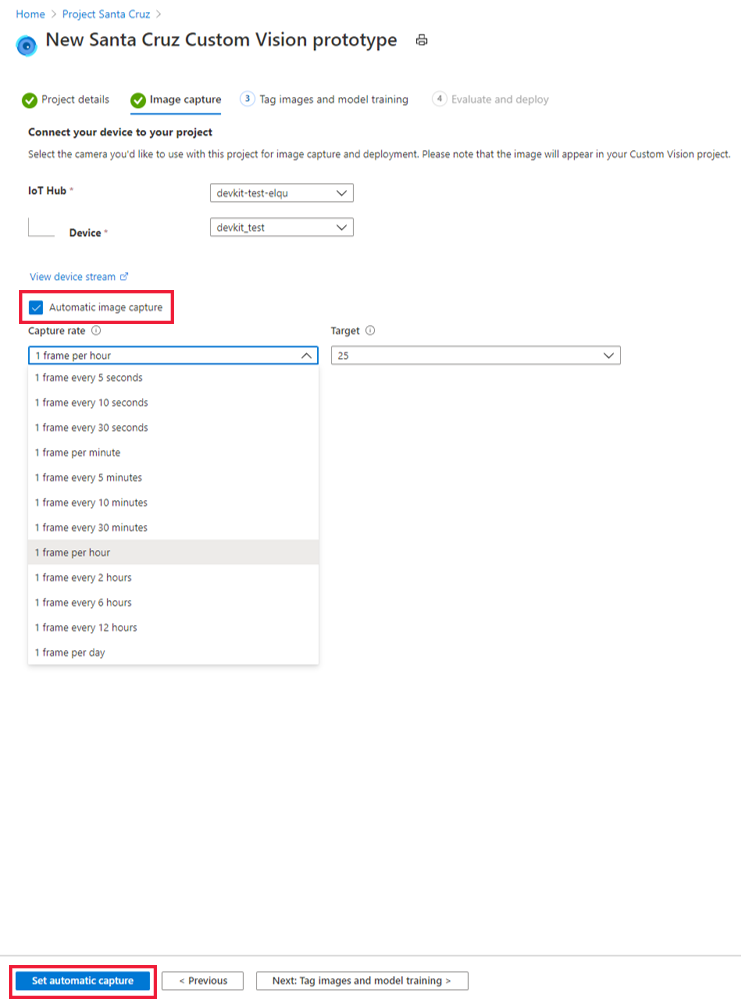 Home > Project Santa Cruz >
New Santa Cruz Custom Vision prototype
Project details
Image capture
3 Tag images and model training
4 Evaluate and deploy
Connect your device to your project
Select the camera you'd like to use with this project for image capture and deployment. Please note that the image will appear in your Custom Vision project.
IoT Hub *
devkit-test-elqu
Device *
devkit_test
View device stream
Automatic image capture
Capture rate
Target
1 frame per hour
25
1 frame every 5 seconds
1 frame every 10 seconds
1 frame every 30 seconds
1 frame per minute
1 frame every 5 minutes
1 frame every 10 minutes
1 frame every 30 minutes
1 frame per hour
1 frame every 2 hours
1 frame every 6 hours
1 frame every 12 hours
1 frame per day
Set automatic capture
< Previous
Next: Tag images and model training >